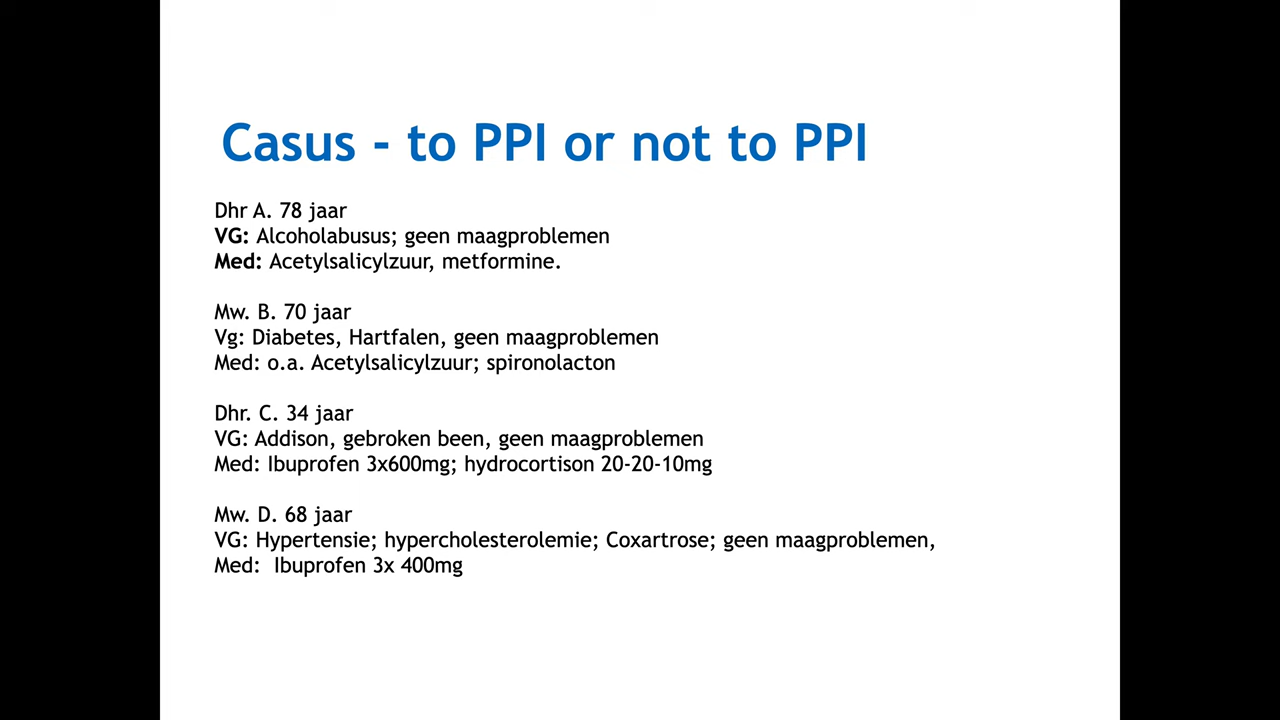 Casus - to PPI or not to PPI
Dhr A. 78 jaar
VG: Alcoholabusus; geen maagproblemen
Med: Acetylsalicylzuur, metformine.
Mw. B. 70 jaar
Vg: Diabetes, Hartfalen, geen maagproblemen
Med: o.a. Acetylsalicylzuur; spironolacton
Dhr. C. 34 jaar
VG: Addison, gebroken been, geen maagproblemen
Med: Ibuprofen 3x600mg; hydrocortison 20-20-10mg
Mw. D. 68 jaar
VG: Hypertensie; hypercholesterolemie; Coxartrose; geen maagproblemen,
Med:  Ibuprofen 3x 400mg